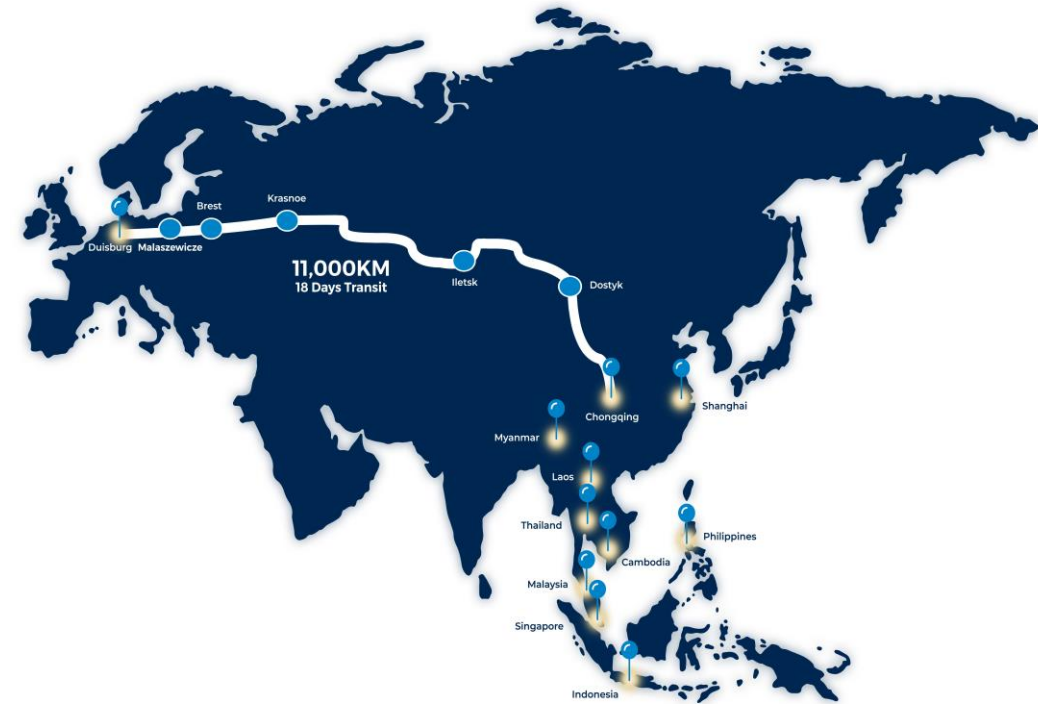 Brest
Krasnoe
Duisburg
Malaszewicze
11,000KM
18 Days Transit
Iletsk
Dostyk
Chongqing
Shanghai
Myanmar
Laos
Thailand
Philippines
Cambodia
Malaysia
Singapore
Indonesia